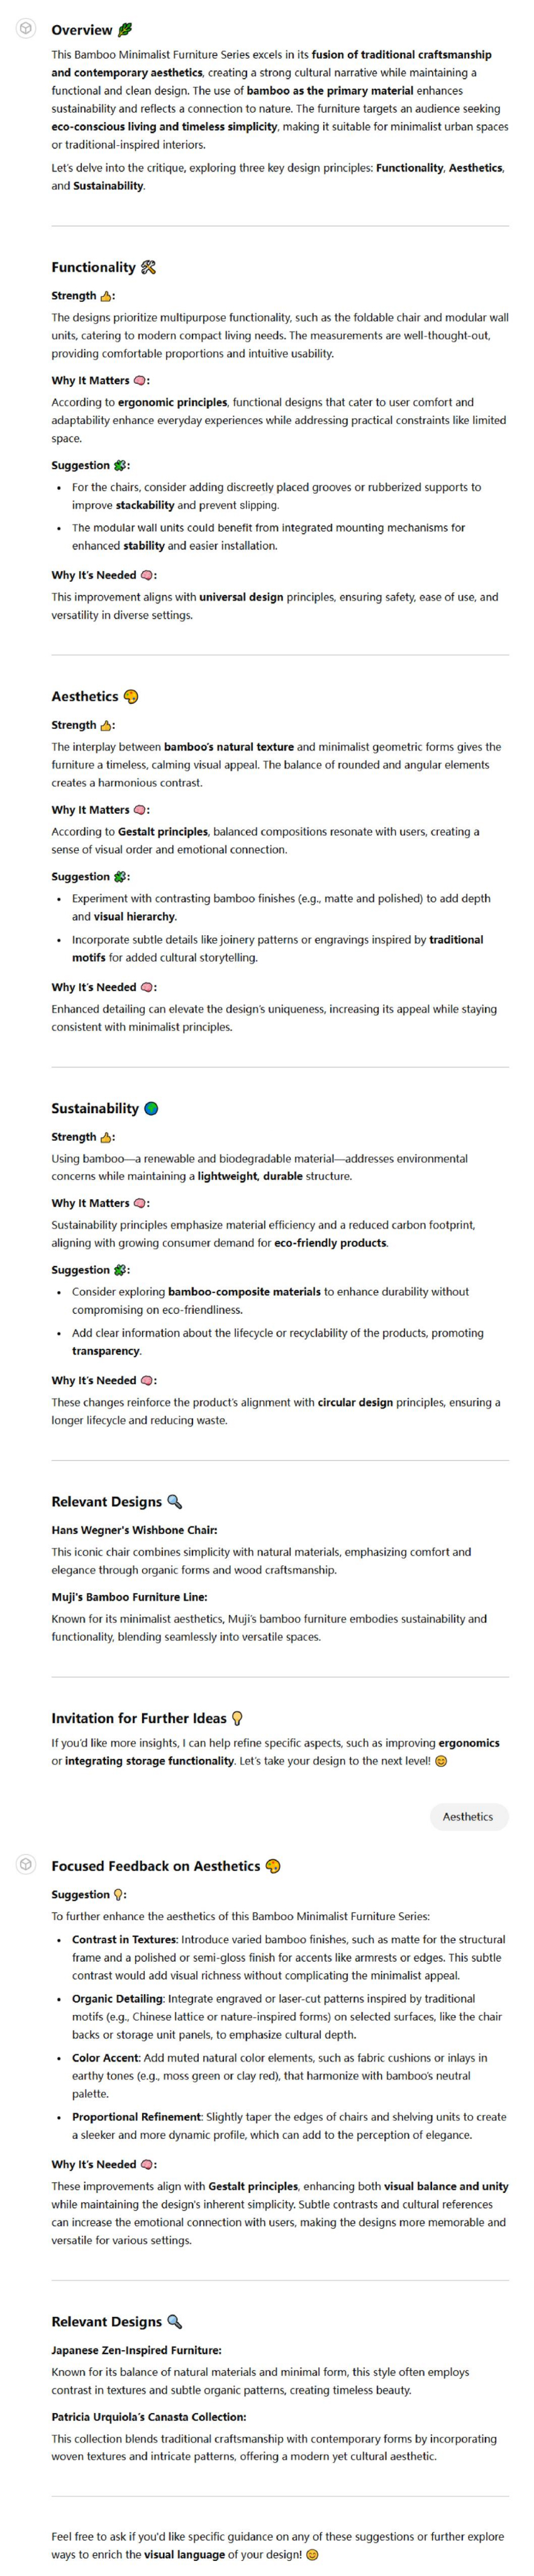 Overview 🌿
This Bamboo Minimalist Furniture Series excels in its fusion of traditional craftsmanship
and contemporary aesthetics, creating a strong cultural narrative while maintaining a
functional and clean design. The use of bamboo as the primary material enhances
sustainability and reflects a connection to nature. The furniture targets an audience seeking
eco-conscious living and timeless simplicity, making it suitable for minimalist urban spaces
or traditional-inspired interiors.
Let's delve into the critique, exploring three key design principles: Functionality, Aesthetics,
and Sustainability.
Functionality 🛠️
Strength 👍:
The designs prioritize multipurpose functionality, such as the foldable chair and modular wall
units, catering to modern compact living needs. The measurements are well-thought-out,
providing comfortable proportions and intuitive usability.
Why It Matters 🧠:
According to ergonomic principles, functional designs that cater to user comfort and
adaptability enhance everyday experiences while addressing practical constraints like limited
space.
Suggestion 🧩:
• For the chairs, consider adding discreetly placed grooves or rubberized supports to
improve stackability and prevent slipping.
• The modular wall units could benefit from integrated mounting mechanisms for
enhanced stability and easier installation.
Why It's Needed 🧠:
This improvement aligns with universal design principles, ensuring safety, ease of use, and
versatility in diverse settings.
Aesthetics 🎨
Strength 👍:
The interplay between bamboo's natural texture and minimalist geometric forms gives the
furniture a timeless, calming visual appeal. The balance of rounded and angular elements
creates a harmonious contrast.
Why It Matters 🧠:
According to Gestalt principles, balanced compositions resonate with users, creating a
sense of visual order and emotional connection.
Suggestion 🧩:
• Experiment with contrasting bamboo finishes (e.g., matte and polished) to add depth
and visual hierarchy.
• Incorporate subtle details like joinery patterns or engravings inspired by traditional
motifs for added cultural storytelling.
Why It's Needed 🧠:
Enhanced detailing can elevate the design's uniqueness, increasing its appeal while staying
consistent with minimalist principles.
Sustainability 🌍
Strength 👍:
Using bamboo—a renewable and biodegradable material—addresses environmental
concerns while maintaining a lightweight, durable structure.
Why It Matters 🧠:
Sustainability principles emphasize material efficiency and a reduced carbon footprint,
aligning with growing consumer demand for eco-friendly products.
Suggestion 🧩:
• Consider exploring bamboo-composite materials to enhance durability without
compromising on eco-friendliness.
• Add clear information about the lifecycle or recyclability of the products, promoting
transparency.
Why It's Needed 🧠:
These changes reinforce the product's alignment with circular design principles, ensuring a
longer lifecycle and reducing waste.
Relevant Designs 🔍
Hans Wegner's Wishbone Chair:
This iconic chair combines simplicity with natural materials, emphasizing comfort and
elegance through organic forms and wood craftsmanship.
Muji's Bamboo Furniture Line:
Known for its minimalist aesthetics, Muji's bamboo furniture embodies sustainability and
functionality, blending seamlessly into versatile spaces.
Invitation for Further Ideas 💡
If you'd like more insights, I can help refine specific aspects, such as improving ergonomics
or integrating storage functionality. Let's take your design to the next level! 😊
Aesthetics
Focused Feedback on Aesthetics 🎨
Suggestion 💡:
To further enhance the aesthetics of this Bamboo Minimalist Furniture Series:
• Contrast in Textures: Introduce varied bamboo finishes, such as matte for the structural
frame and a polished or semi-gloss finish for accents like armrests or edges. This subtle
contrast would add visual richness without complicating the minimalist appeal.
• Organic Detailing: Integrate engraved or laser-cut patterns inspired by traditional
motifs (e.g., Chinese lattice or nature-inspired forms) on selected surfaces, like the chair
backs or storage unit panels, to emphasize cultural depth.
• Color Accent: Add muted natural color elements, such as fabric cushions or inlays in
earthy tones (e.g., moss green or clay red), that harmonize with bamboo's neutral
palette.
• Proportional Refinement: Slightly taper the edges of chairs and shelving units to create
a sleeker and more dynamic profile, which can add to the perception of elegance.
Why It's Needed 🧠:
These improvements align with Gestalt principles, enhancing both visual balance and unity
while maintaining the design's inherent simplicity. Subtle contrasts and cultural references
can increase the emotional connection with users, making the designs more memorable and
versatile for various settings.
Relevant Designs 🔍
Japanese Zen-Inspired Furniture:
Known for its balance of natural materials and minimal form, this style often employs
contrast in textures and subtle organic patterns, creating timeless beauty.
Patricia Urquiola's Canasta Collection:
This collection blends traditional craftsmanship with contemporary forms by incorporating
woven textures and intricate patterns, offering a modern yet cultural aesthetic.
Feel free to ask if you'd like specific guidance on any of these suggestions or further explore
ways to enrich the visual language of your design! 😊